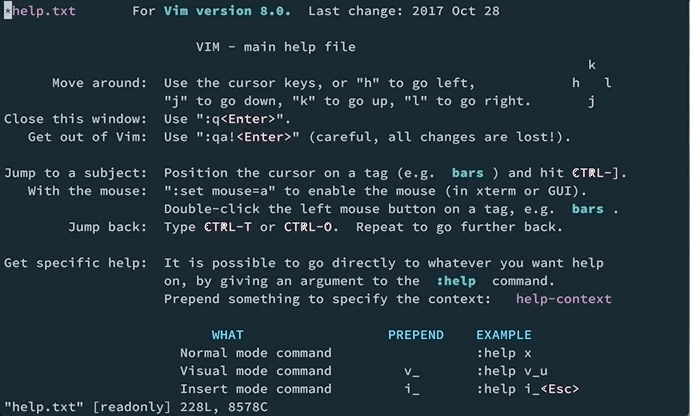 *help.txt	For Vim version 8.0.  Last change: 2017 Oct 28
VIM - main help file
k
Move around:  Use the cursor keys, or "h" to go left,	h   l
"j" to go down, "k" to go up, "l" to go right.	j
Close this window:  Use ":q<Enter>".
Get out of Vim:  Use ":qa!<Enter>" (careful, all changes are lost!).
Jump to a subject:  Position the cursor on a tag (e.g.  bars ) and hit CTRL-].
With the mouse:  ":set mouse=a" to enable the mouse (in xterm or GUI).
Double-click the left mouse button on a tag, e.g.  bars .
Jump back:  Type CTRL-T or CTRL-O.  Repeat to go further back.
Get specific help:  It is possible to go directly to whatever you want help
on, by giving an argument to the  :help  command.
Prepend something to specify the context:   help-context
WHAT	PREPEND	EXAMPLE
Normal mode command	:help x
Visual mode command	v_	:help v_u
Insert mode command	i_	:help i_<Esc>
"help.txt" [readonly] 228L, 8578C